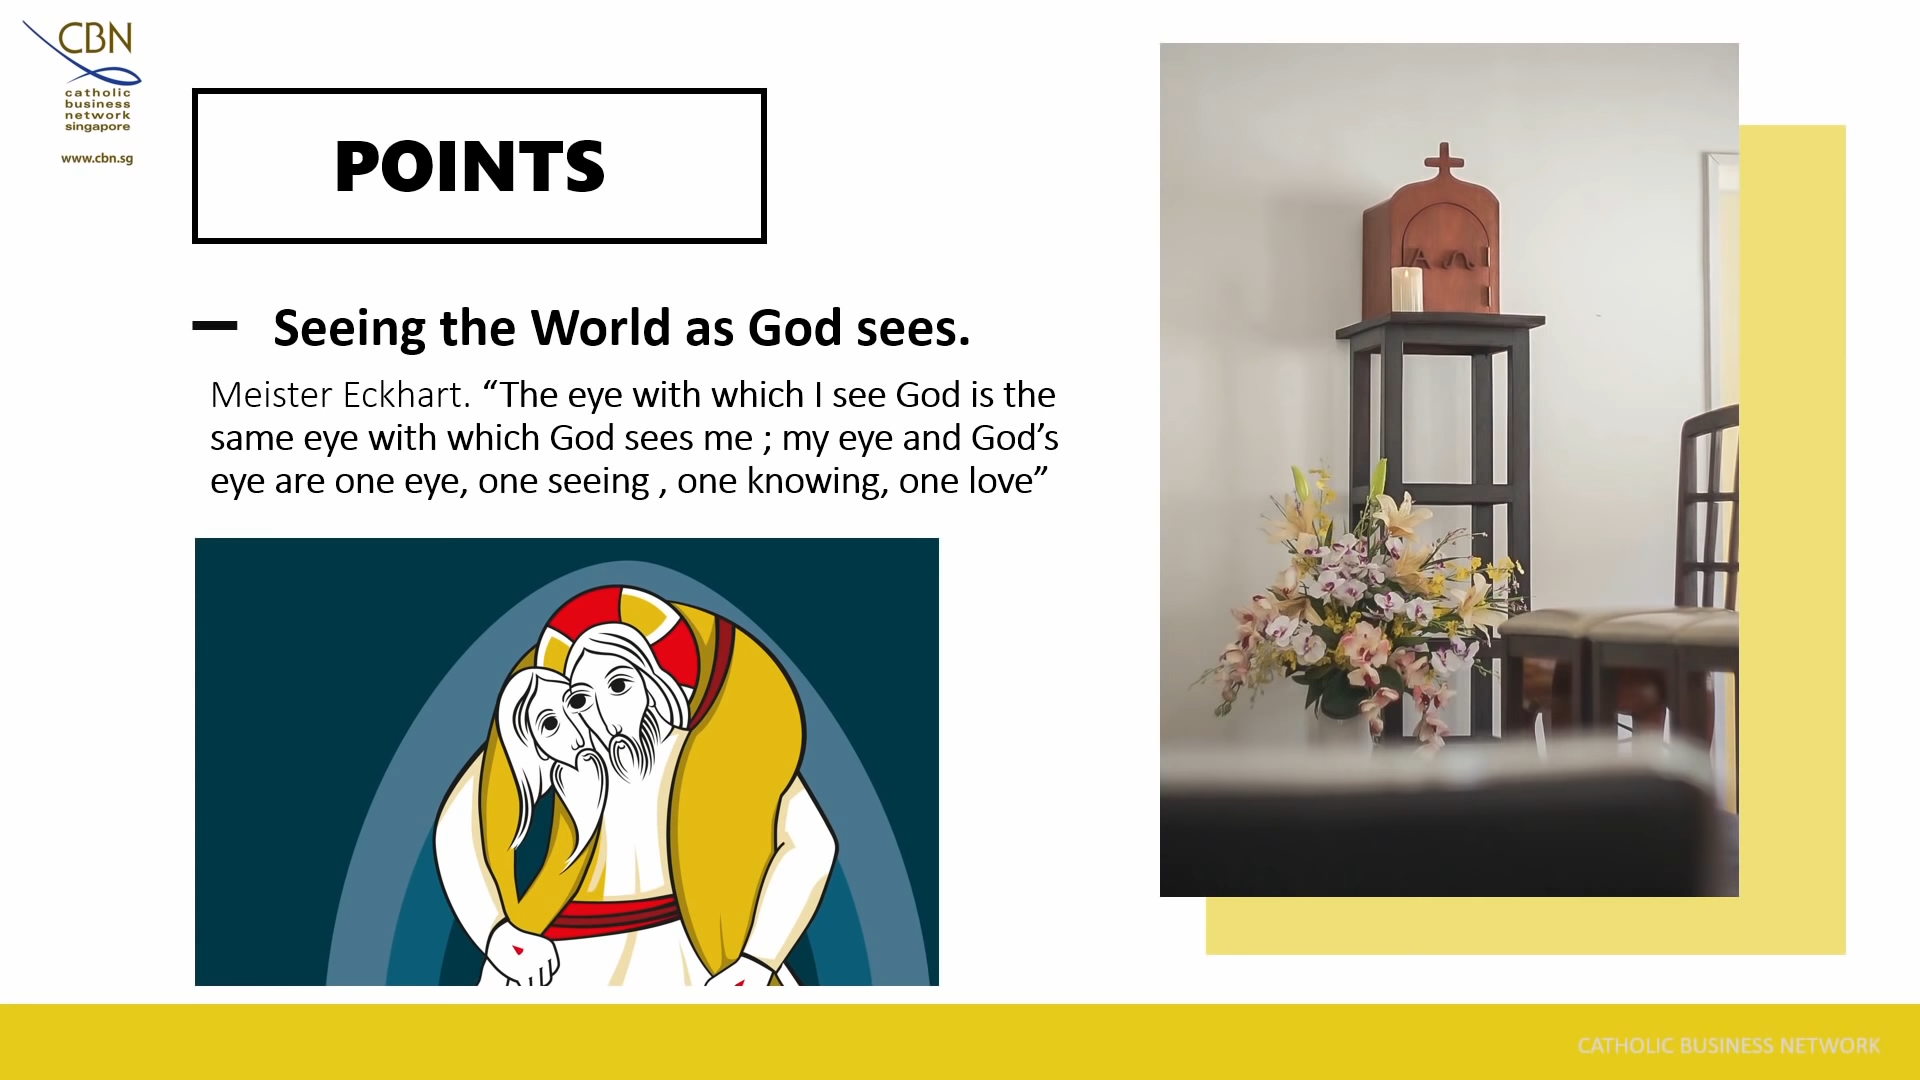 CBN
catholic
business
network
singapore
www.cbn.sg
POINTS
Seeing the World as God sees.
Meister Eckhart. “The eye with which I see God is the
same eye with which God sees me ; my eye and God’s
eye are one eye, one seeing , one knowing, one love”
CATHOLIC BUSINESS NETWORK